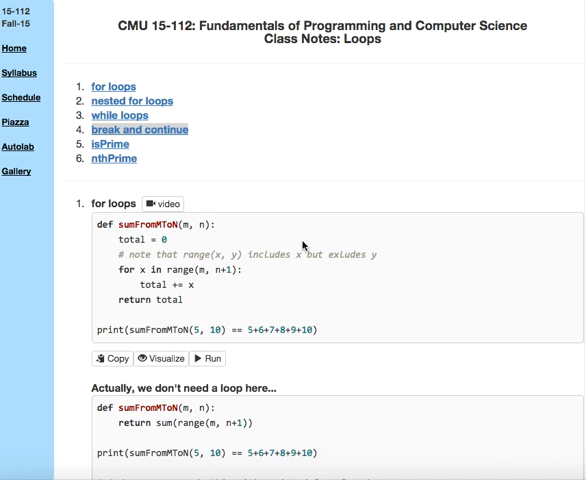 15-112
Fall-15
Home
Syllabus
Schedule
Piazza
Autolab
Gallery
CMU 15-112: Fundamentals of Programming and Computer Science
Class Notes: Loops
1. for loops
2. nested for loops
3. while loops
4. break and continue
5. isPrime
6. nthPrime
1. for loops video
def sumFromMToN(m, n):
    total = 0
    # note that range(x, y) includes x but exludes y
    for x in range(m, n+1):
        total += x
    return total
print(sumFromMToN(5, 10) == 5+6+7+8+9+10)
Copy Visualize Run
Actually, we don't need a loop here...
def sumFromMToN(m, n):
    return sum(range(m, n+1))
print(sumFromMToN(5, 10) == 5+6+7+8+9+10)